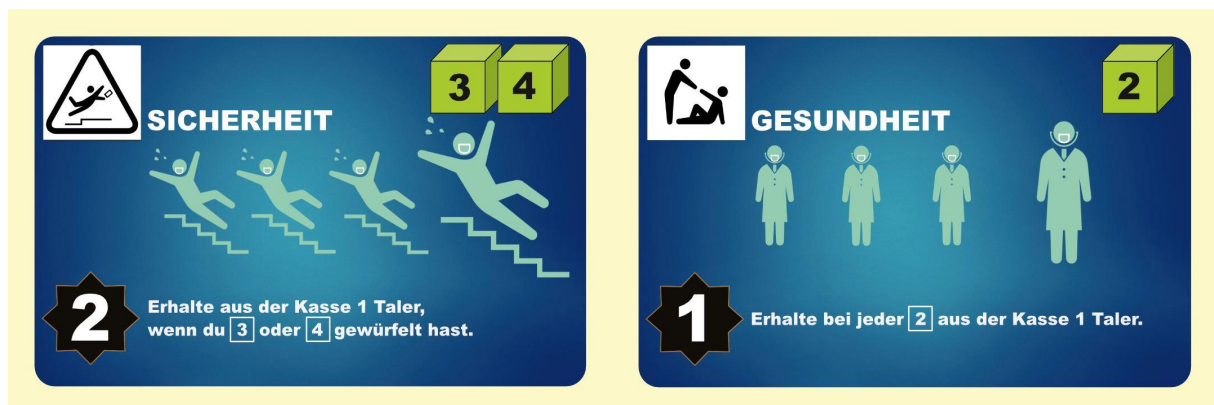 3 4
SICHERHEIT
2
Erhalte aus der Kasse 1 Taler,
wenn du 3 oder 4 gewürfelt hast.
2
GESUNDHEIT
1
Erhalte bei jeder 2 aus der Kasse 1 Taler.